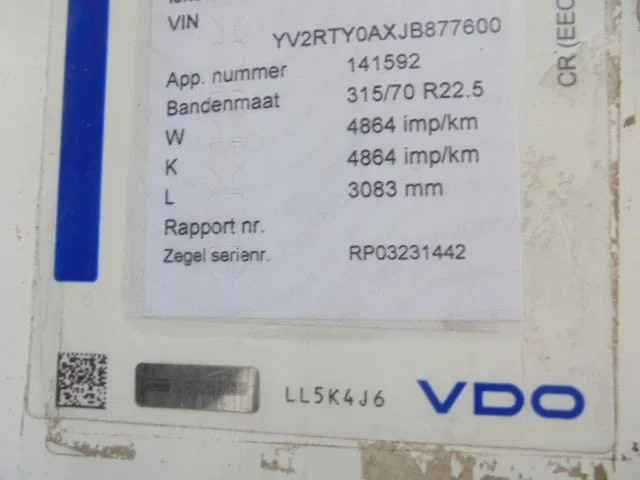 VIN YV2RTY0AXJB877600
App. nummer 141592
Bandenmaat 315/70 R22.5
W 4864 imp/km
K 4864 imp/km
L 3083 mm
Rapport nr.
Zegel serienr. RP03231442
CR (EEC
LL5K4J6 VDO